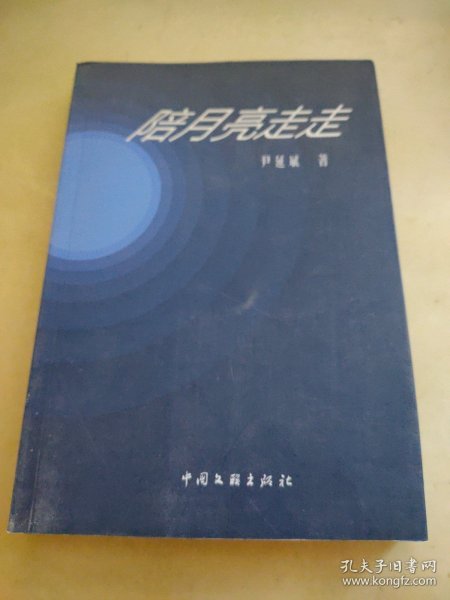 陪月亮走走
尹延斌 著
中国文联出版社
孔夫子旧书网
www.kongfz.com